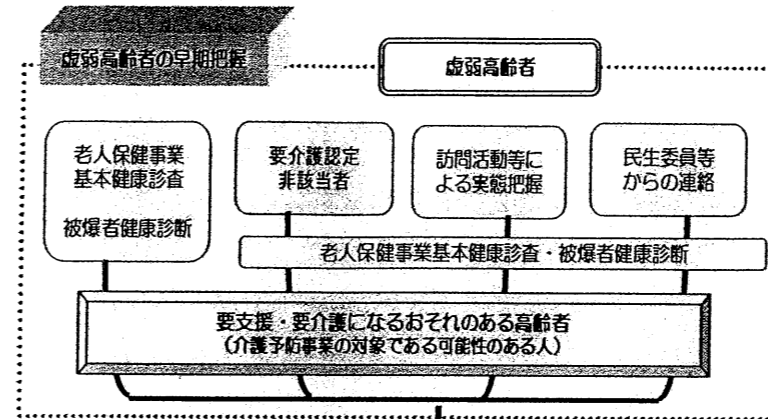 虚弱高齢者の早期把握
虚弱高齢者
老人保健事業
基本健康診査
被爆者健康診断
要介護認定
非該当者
訪問活動等に
よる実態把握
民生委員等
からの連絡
老人保健事業基本健康診査・被爆者健康診断
要支援・要介護になるおそれのある高齢者
（介護予防事業の対象である可能性のある人）